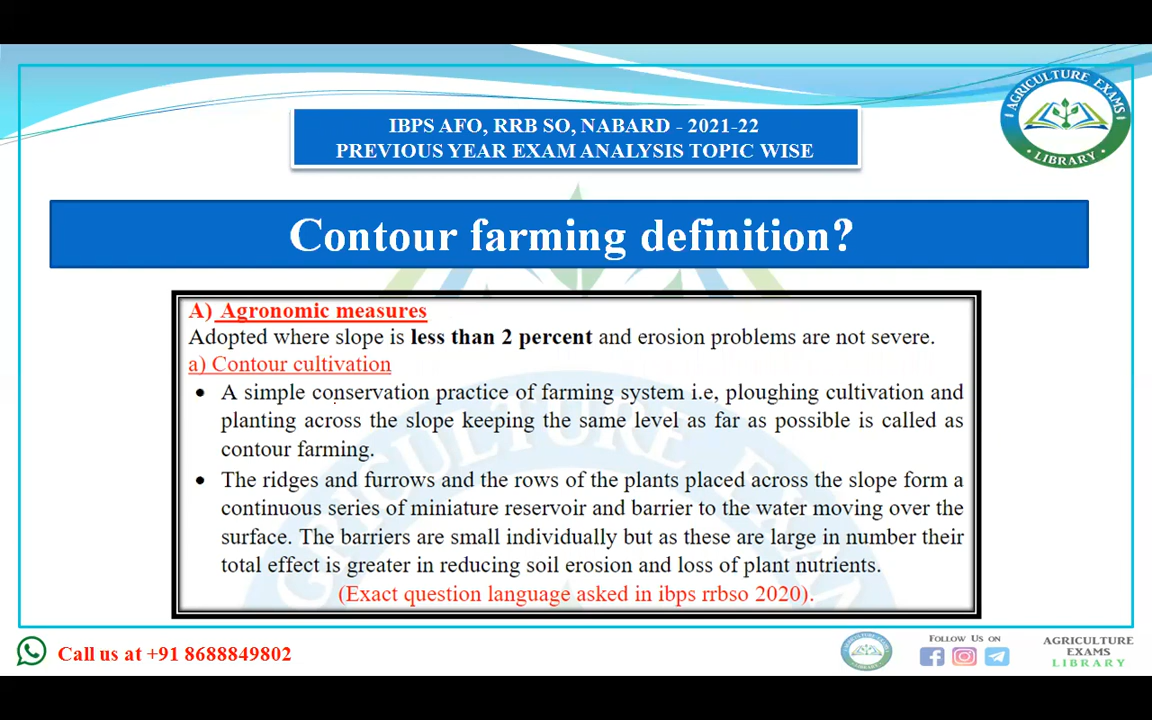 AGRICULTURE EXAMS
LIBRARY
IBPS AFO, RRB SO, NABARD - 2021-22
PREVIOUS YEAR EXAM ANALYSIS TOPIC WISE
Contour farming definition?
A) Agronomic measures
Adopted where slope is less than 2 percent and erosion problems are not severe.
a) Contour cultivation
• A simple conservation practice of farming system i.e, ploughing cultivation and
planting across the slope keeping the same level as far as possible is called as
contour farming.
• The ridges and furrows and the rows of the plants placed across the slope form a
continuous series of miniature reservoir and barrier to the water moving over the
surface. The barriers are small individually but as these are large in number their
total effect is greater in reducing soil erosion and loss of plant nutrients.
(Exact question language asked in ibps rrbso 2020).
Call us at +91 8688849802
FOLLOW US ON
AGRICULTURE
EXAMS
LIBRARY